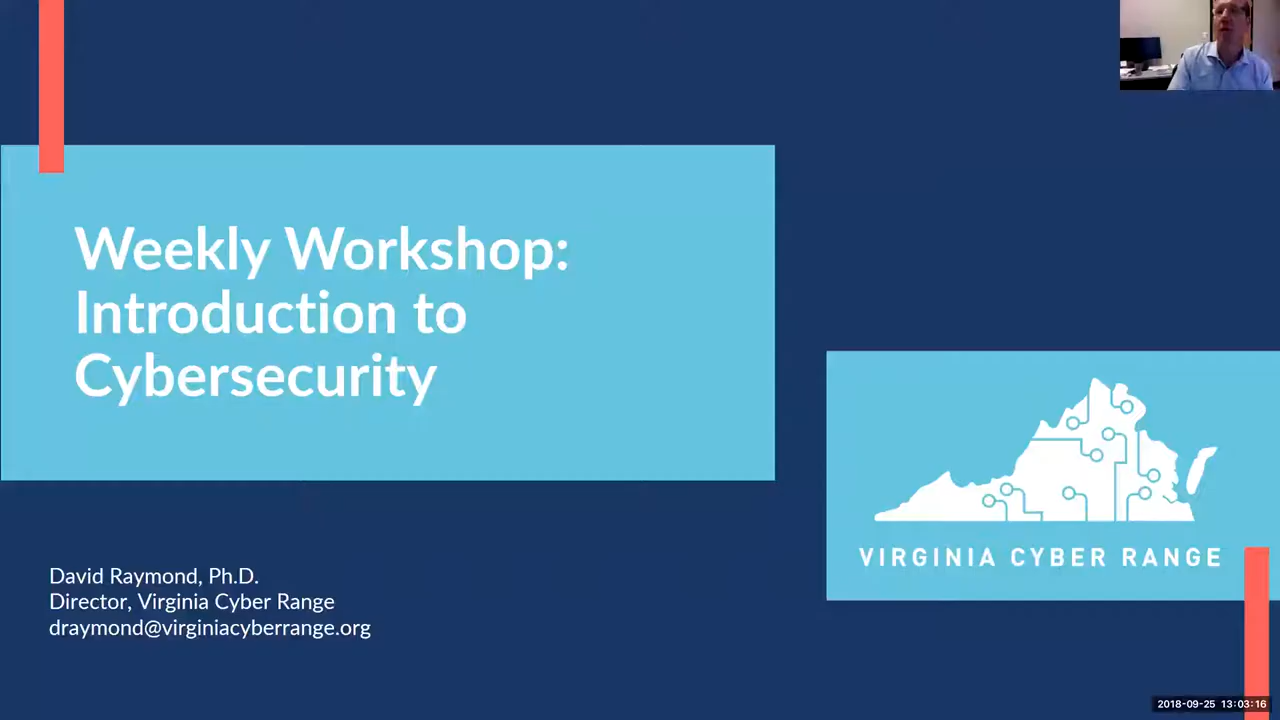 Weekly Workshop:
Introduction to
Cybersecurity
VIRGINIA CYBER RANGE
David Raymond, Ph.D.
Director, Virginia Cyber Range
draymond@virginiacyberrange.org
2018-09-25 13:03:16